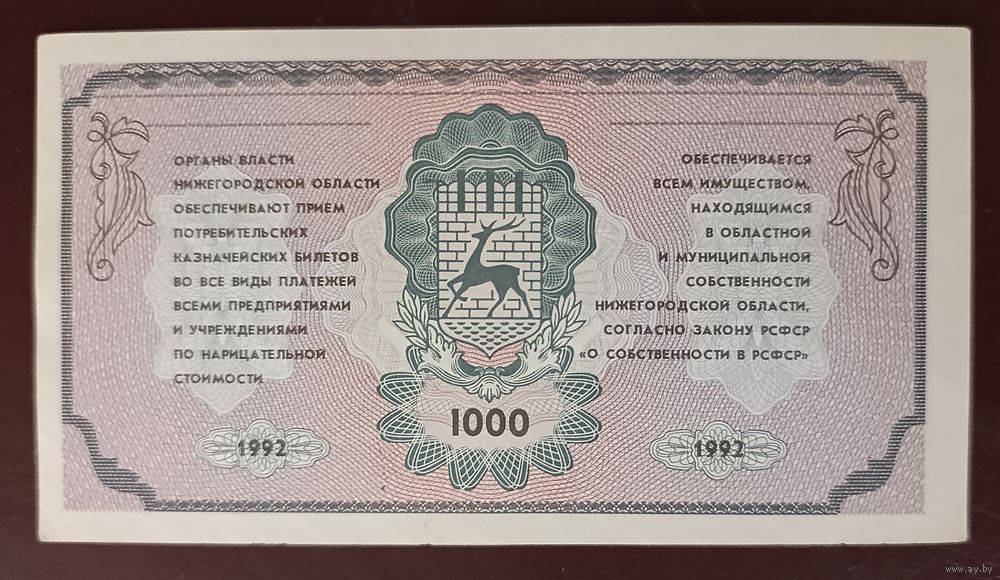 ОРГАНЫ ВЛАСТИ
НИЖЕГОРОДСКОЙ ОБЛАСТИ
ОБЕСПЕЧИВАЮТ ПРИЕМ
ПОТРЕБИТЕЛЬСКИХ
КАЗНАЧЕЙСКИХ БИЛЕТОВ
ВО ВСЕ ВИДЫ ПЛАТЕЖЕЙ
ВСЕМИ ПРЕДПРИЯТИЯМИ
И УЧРЕЖДЕНИЯМИ
ПО НАРИЦАТЕЛЬНОЙ
СТОИМОСТИ
ОБЕСПЕЧИВАЕТСЯ
ВСЕМ ИМУЩЕСТВОМ,
НАХОДЯЩИМСЯ
В ОБЛАСТНОЙ
И МУНИЦИПАЛЬНОЙ
СОБСТВЕННОСТИ
НИЖЕГОРОДСКОЙ ОБЛАСТИ,
СОГЛАСНО ЗАКОНУ РСФСР
«О СОБСТВЕННОСТИ В РСФСР»
1000
1992
1992
www.ay.by